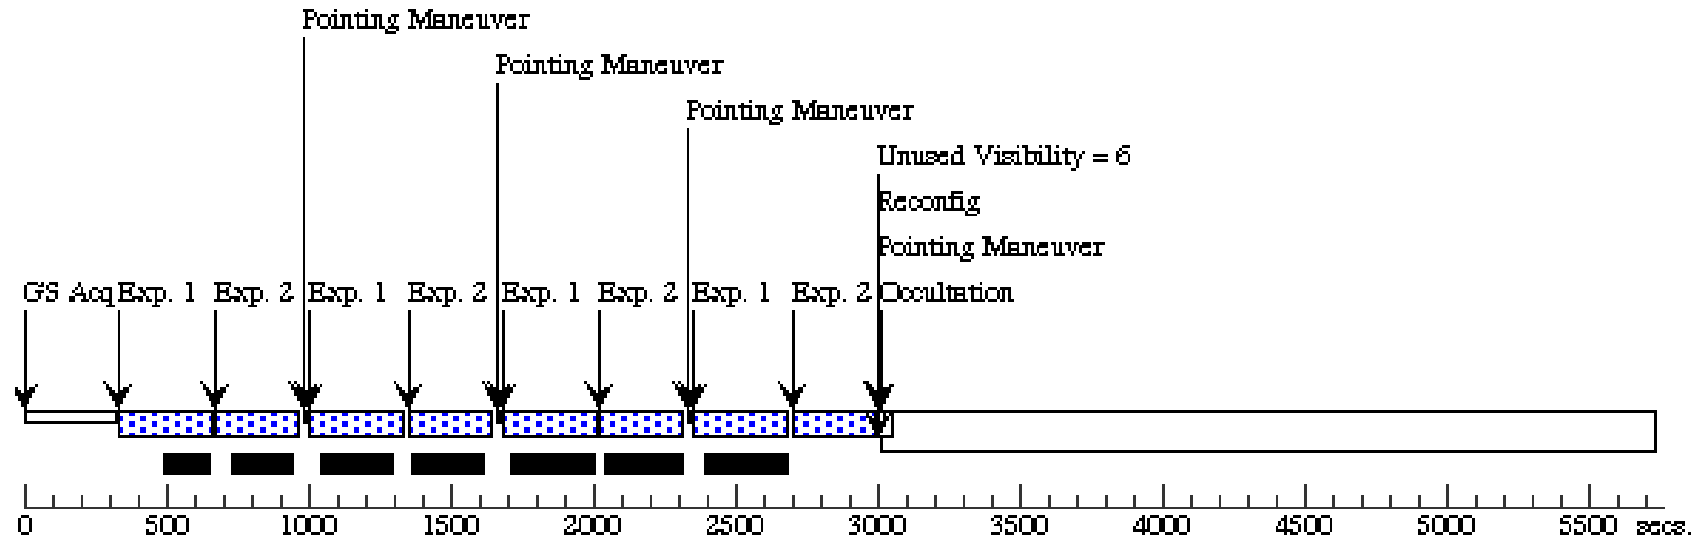 Pointing Maneuver
Pointing Maneuver
Pointing Maneuver
Unused Visibility = 6
Reconfig
Pointing Maneuver
GS Acq Exp. 1 Exp. 2 Exp. 1 Exp. 2 Exp. 1 Exp. 2 Exp. 1 Exp. 2 Occultation
0 500 1000 1500 2000 2500 3000 3500 4000 4500 5000 5500 secs.